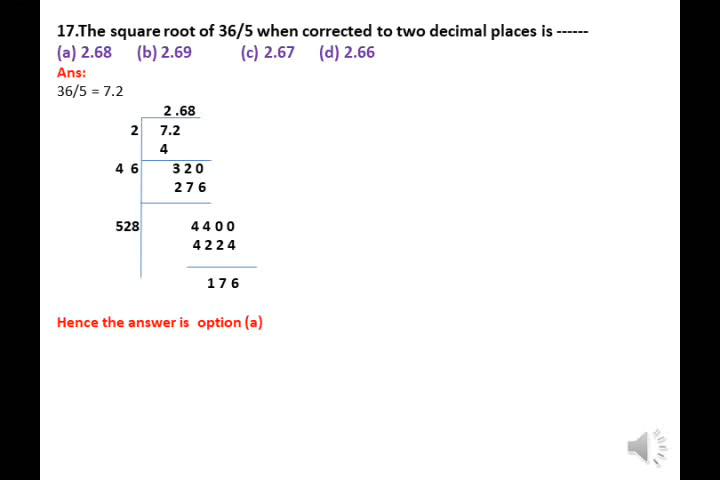 17.The square root of 36/5 when corrected to two decimal places is ------
(a) 2.68 (b) 2.69 (c) 2.67 (d) 2.66
Ans:
36/5 = 7.2
2 .68
2 7.2
4
4 6 3 2 0
2 7 6
528 4 4 0 0
4 2 2 4
1 7 6
Hence the answer is option (a)